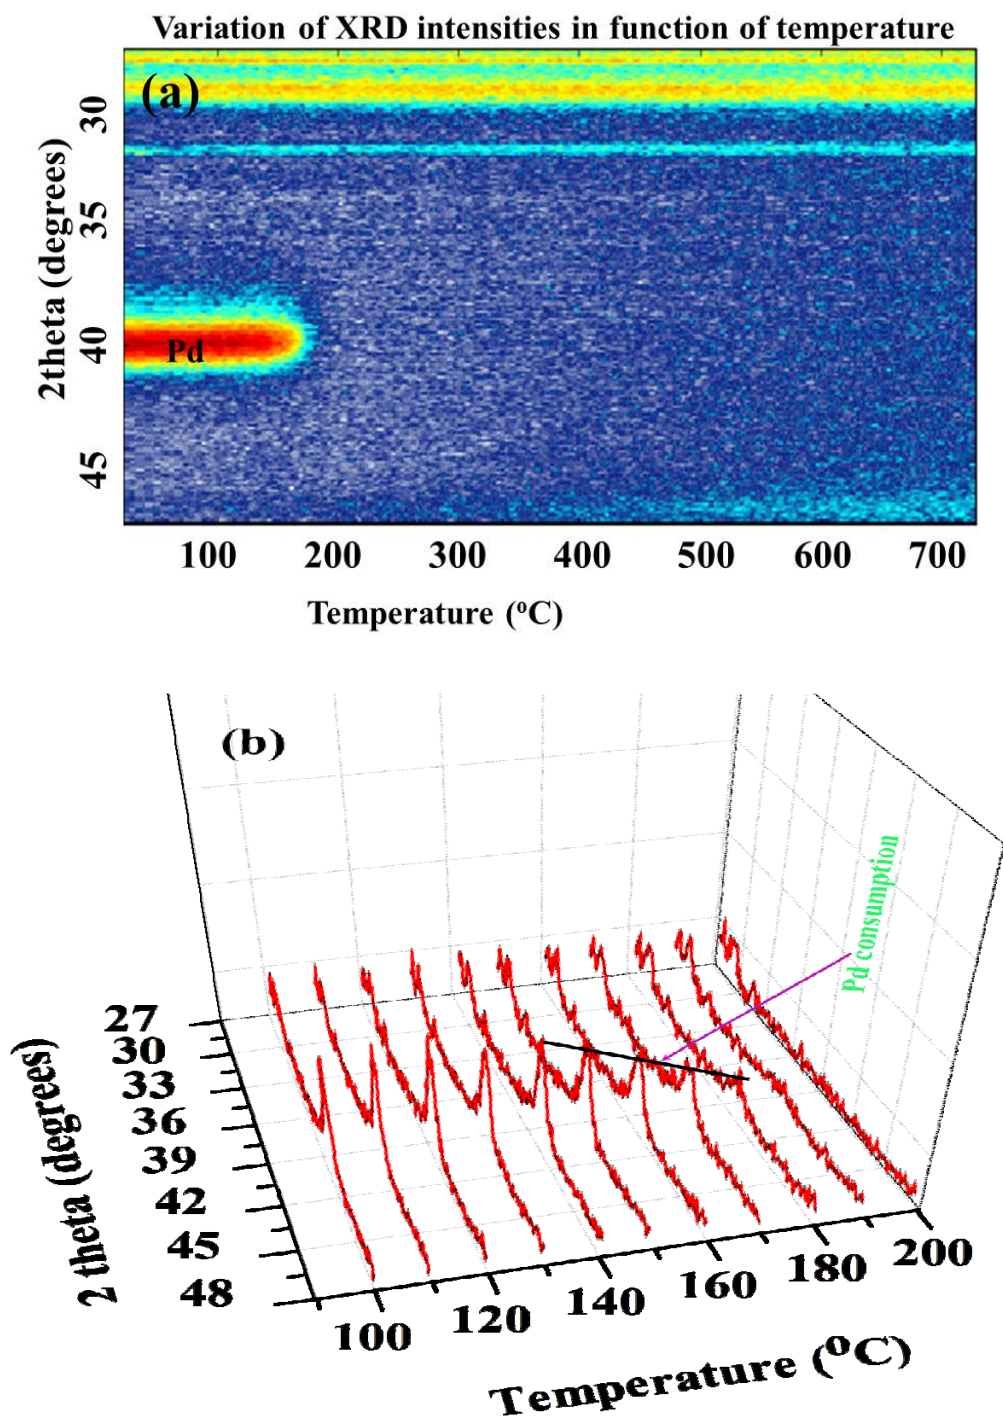 Variation of XRD intensities in function of temperature
(a)
2theta (degrees)
30
35
40
45
Pd
100 200 300 400 500 600 700
Temperature (ºC)
(b)
Pd consumption
2 theta (degrees)
27
30
33
36
39
42
45
48
100 120 140 160 180 200
Temperature (ºC)